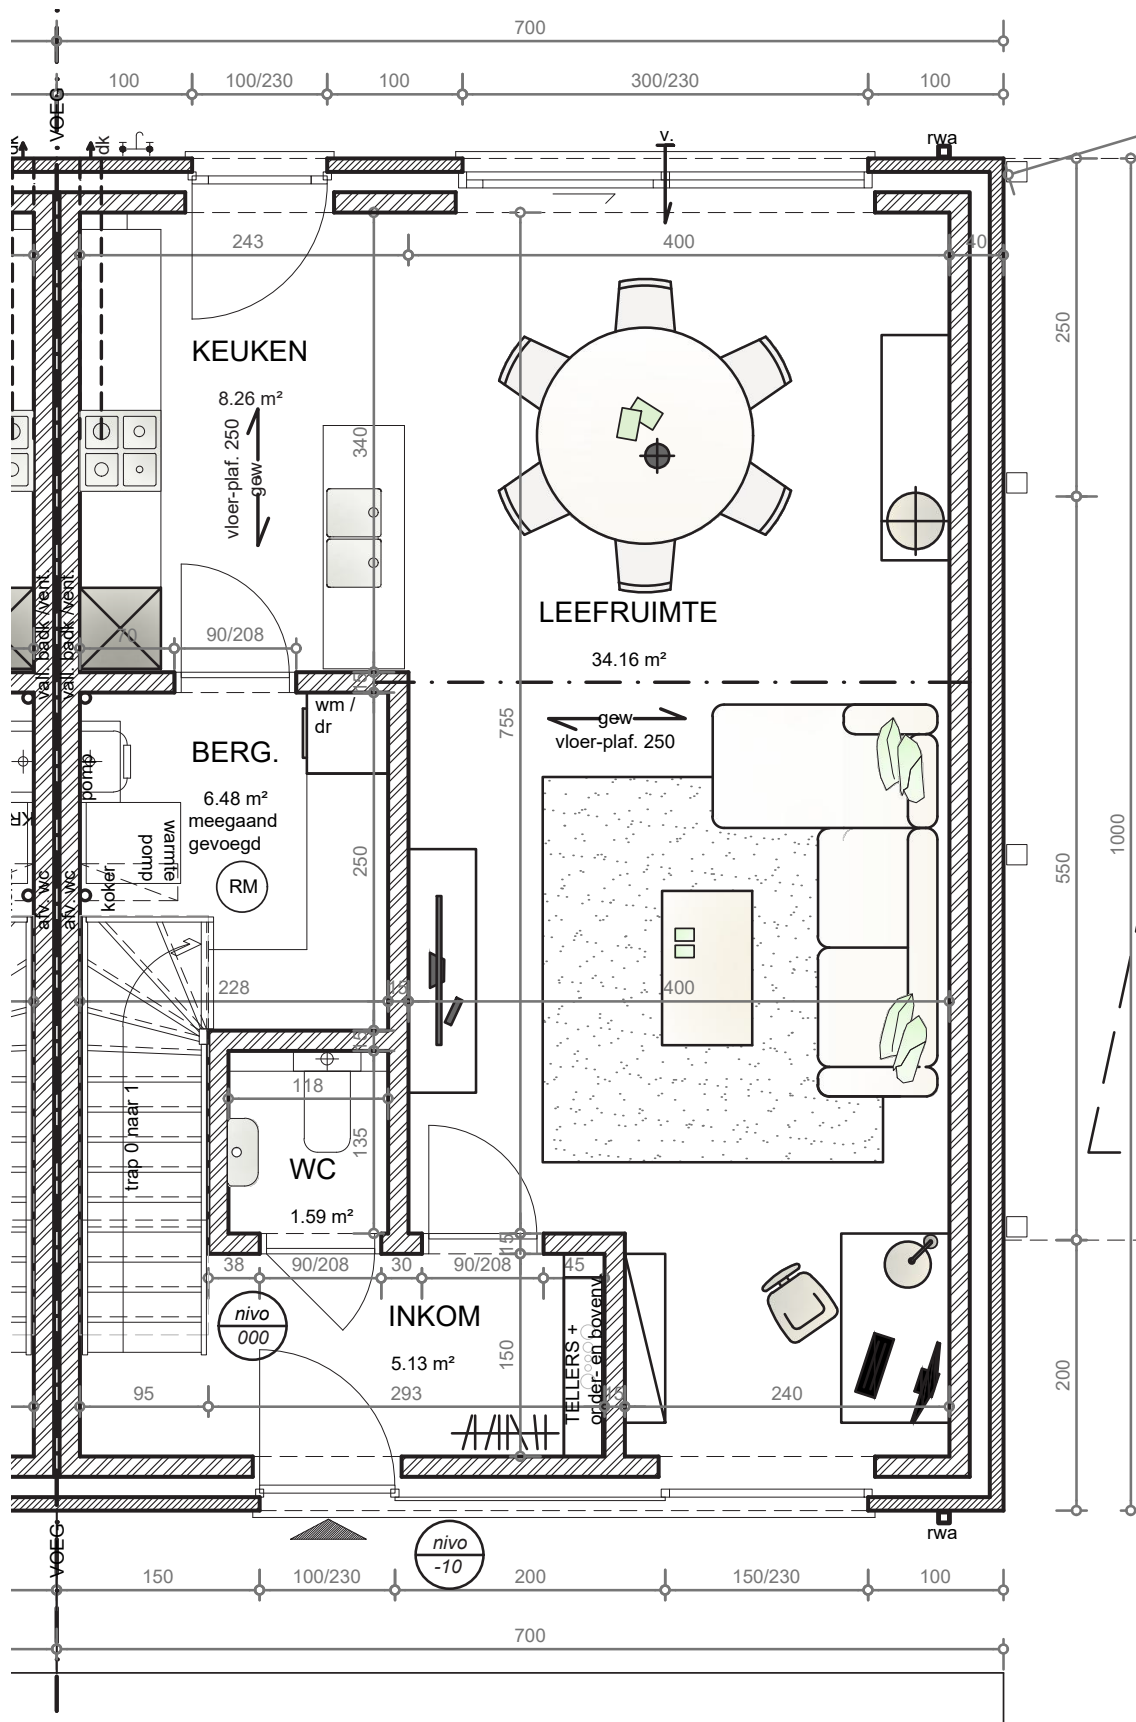 700
100
100/230
100
300/230
100
VOEG
dk
dk
v.
rwa
243
400
40
KEUKEN
8.26 m²
vloer-plaf. 250
gew
340
250
LEEFRUIMTE
34.16 m²
vall. badk /vent.
vall. badk /vent.
70
90/208
15
wm /
dr
755
gew
vloer-plaf. 250
BERG.
6.48 m²
meegaand
gevoegd
RM
pomp
warmte
pomp
koker
afv. wc
afv. wc
250
550
1000
228
15
400
15
trap 0 naar 1
118
135
WC
1.59 m²
15
38
90/208
30
90/208
45
nivo
000
INKOM
5.13 m²
150
TELLERS +
onder- en bovenv.
200
95
293
15
240
nivo
-10
rwa
VOEG
150
100/230
200
150/230
100
700